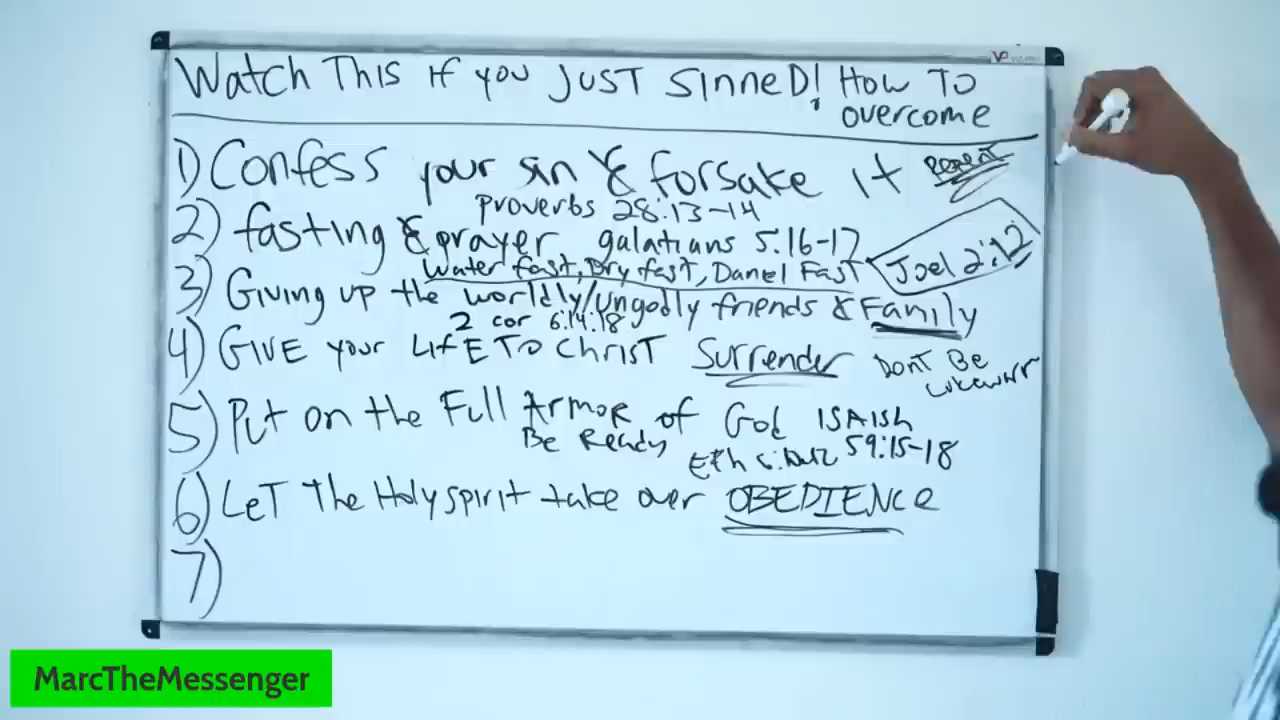 Watch This if you JUST SinneD! How To
overcome
1) Confess your sin & forsake it Repent
Proverbs 28:13-14
2) fasting & prayer galatians 5:16-17
Water fast, Dry fast, Daniel Fast Joel 2:12
3) Giving up the worldly/ungodly friends & Family
2 cor 6:14:18
4) GIVE your LifE To Christ Surrender DONT BE
5) Put on the Full Armor of God ISAISH
Be Ready Eph 59:15-18
6) LeT The Holy spirit take over OBEDIENCe
7)
MarcTheMessenger